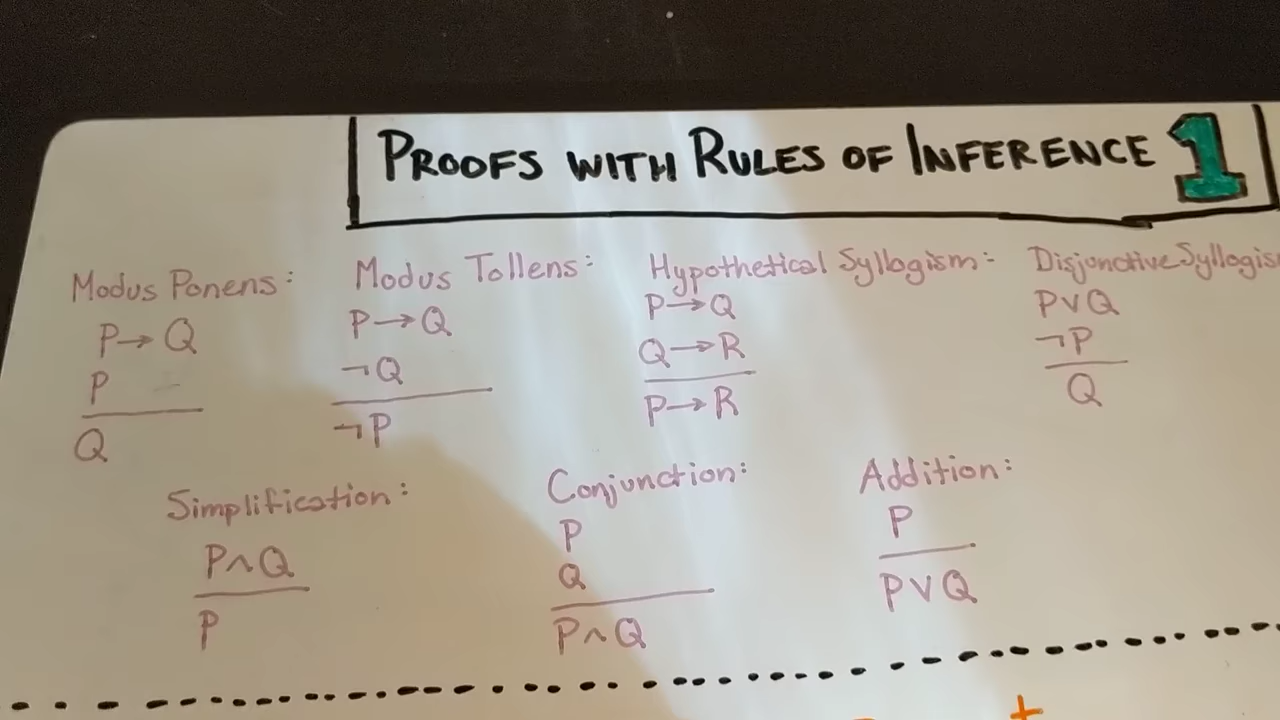 PROOFS WITH RULES OF INFERENCE 1
Modus Ponens:
P→Q
P
Q
Modus Tollens:
P→Q
¬Q
¬P
Hypothetical Syllogism:
P→Q
Q→R
P→R
Disjunctive Syllogis
P∨Q
¬P
Q
Simplification:
P∧Q
P
Conjunction:
P
Q
P∧Q
Addition:
P
P∨Q